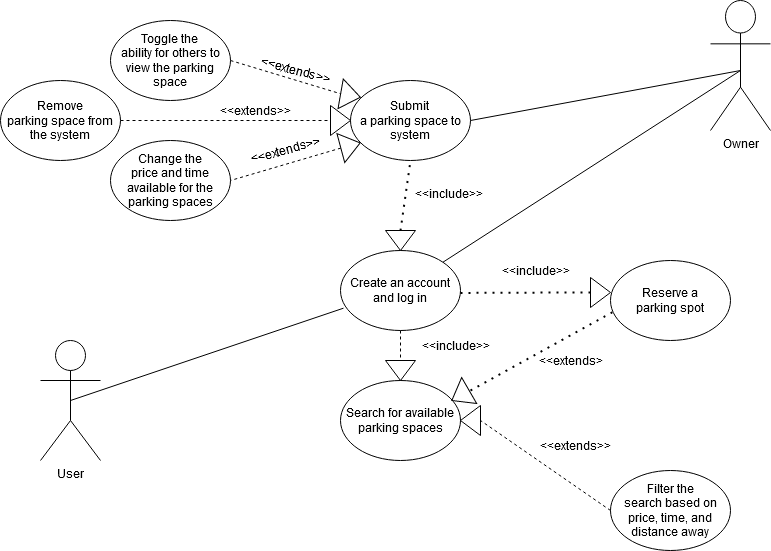 Toggle the
ability for others to
view the parking
space
<<extends>>
Owner
Remove
parking space from
the system
<<extends>>
Submit
a parking space to
system
Change the
price and time
available for the
parking spaces
<<extends>>
<<include>>
Create an account
and log in
<<include>>
Reserve a
parking spot
<<include>>
<<extends>
User
Search for available
parking spaces
<<extends>>
Filter the
search based on
price, time, and
distance away